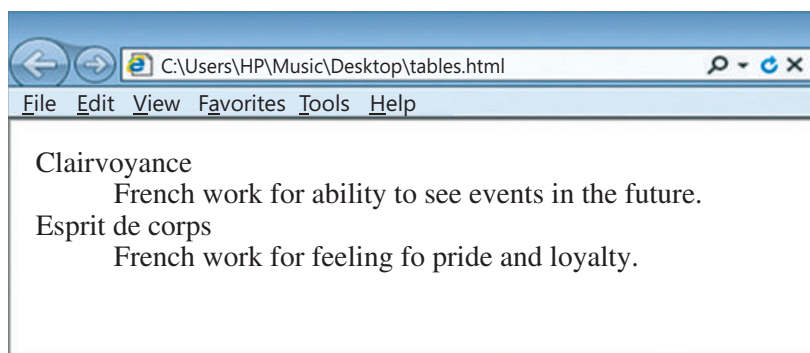 C:\Users\HP\Music\Desktop\tables.html
File Edit View Favorites Tools Help
Clairvoyance
French work for ability to see events in the future.
Esprit de corps
French work for feeling fo pride and loyalty.